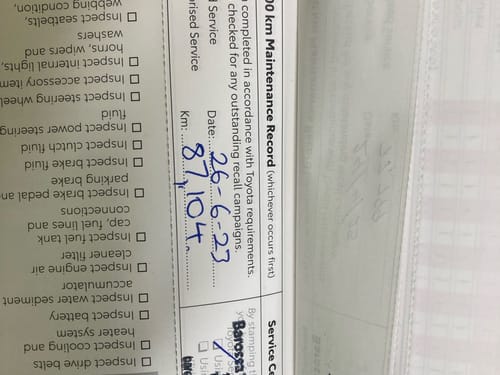 00 km Maintenance Record (whichever occurs first)
completed in accordance with Toyota requirements.
checked for any outstanding recall campaigns.
d Service
Date: 26-6-23
rised Service
Km: 87,104
Service Ce
By stamping t
Barossa
Inspect drive belts
Inspect cooling and
heater system
Inspect battery
Inspect water sediment
accumulator
Inspect engine air
cleaner filter
Inspect fuel tank
cap, fuel lines and
connections
Inspect brake pedal and
parking brake
Inspect brake fluid
Inspect clutch fluid
Inspect power steering
fluid
Inspect steering wheel
Inspect accessory item
Inspect internal lights,
horns, wipers and
washers
Inspect seatbelts,
webbing condition,